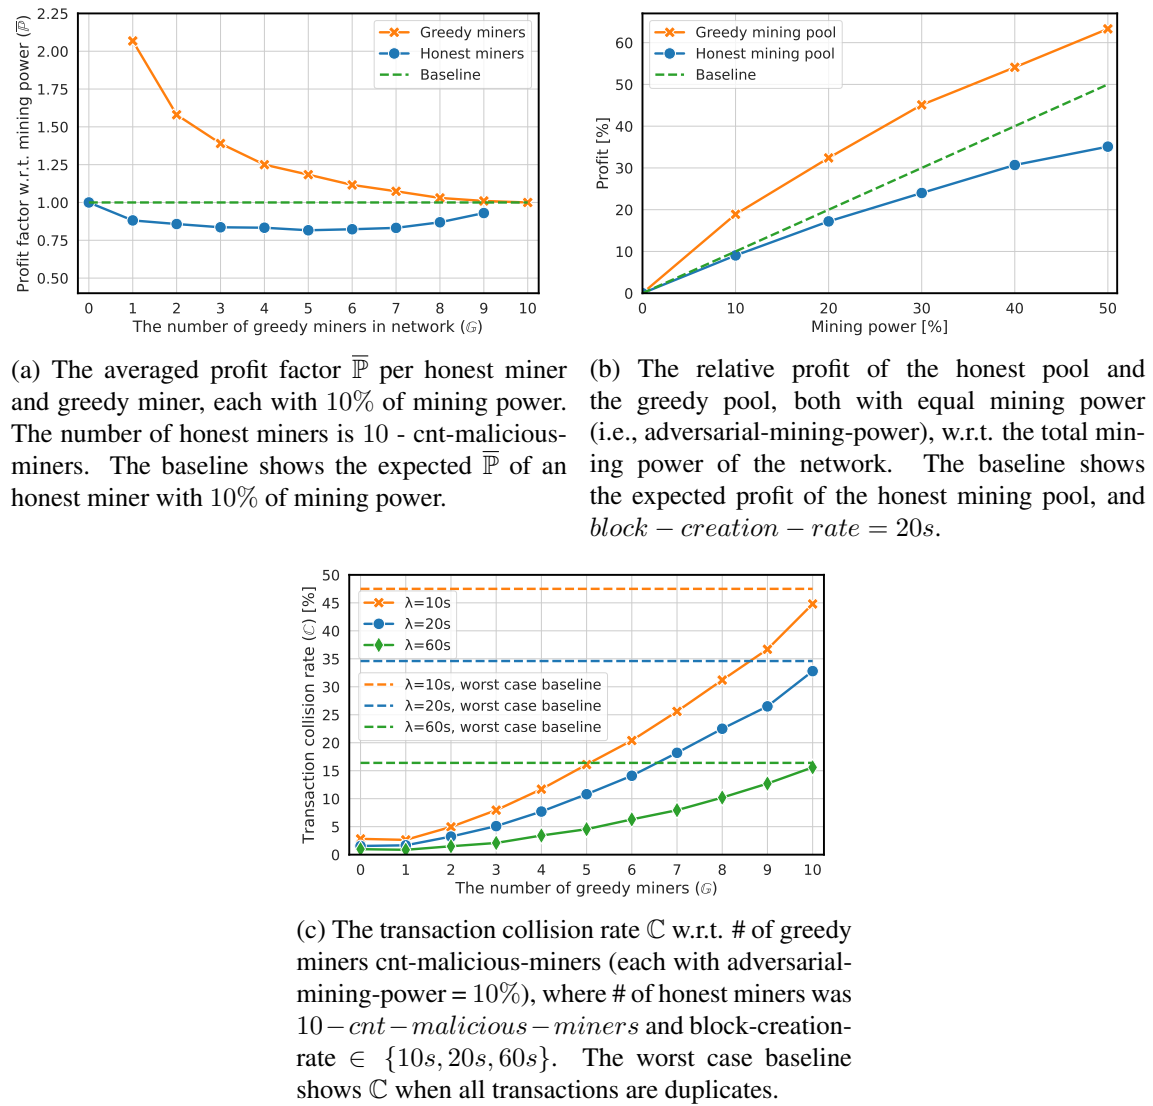 2.25
2.00
1.75
1.50
1.25
1.00
0.75
0.50
Profit factor w.r.t. mining power (ℙ̅)
Greedy miners
Honest miners
Baseline
0 1 2 3 4 5 6 7 8 9 10
The number of greedy miners in network (𝔾)
60
50
40
30
20
10
0
Profit [%]
Greedy mining pool
Honest mining pool
Baseline
0 10 20 30 40 50
Mining power [%]
(a) The averaged profit factor ℙ̅ per honest miner
and greedy miner, each with 10% of mining power.
The number of honest miners is 10 - cnt-malicious-
miners. The baseline shows the expected ℙ̅ of an
honest miner with 10% of mining power.
(b) The relative profit of the honest pool and
the greedy pool, both with equal mining power
(i.e., adversarial-mining-power), w.r.t. the total min-
ing power of the network. The baseline shows
the expected profit of the honest mining pool, and
block − creation − rate = 20s.
50
45
40
35
30
25
20
15
10
5
0
Transaction collision rate (ℂ) [%]
λ=10s
λ=20s
λ=60s
λ=10s, worst case baseline
λ=20s, worst case baseline
λ=60s, worst case baseline
0 1 2 3 4 5 6 7 8 9 10
The number of greedy miners (𝔾)
(c) The transaction collision rate ℂ w.r.t. # of greedy
miners cnt-malicious-miners (each with adversarial-
mining-power = 10%), where # of honest miners was
10−cnt−malicious−miners and block-creation-
rate ∈ {10s, 20s, 60s}. The worst case baseline
shows ℂ when all transactions are duplicates.